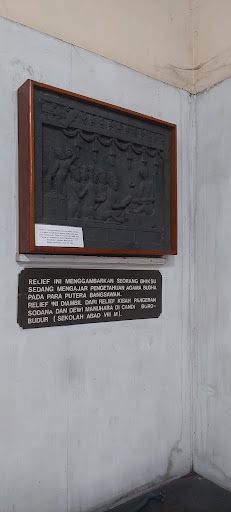 RELIEF INI MENGGAMBARKAN SEORANG BHIKSU
SEDANG MENGAJAR PENGETAHUAN AGAMA BUDHA
PADA PARA PUTERA BANGSAWAN.
RELIEF INI DIAMBIL DARI RELIEF KISAH PANGERAN
SODANA DAN DEWI MANUHARA DI CANDI BORO-
BUDUR [ SEKOLAH ABAD VIII M ].